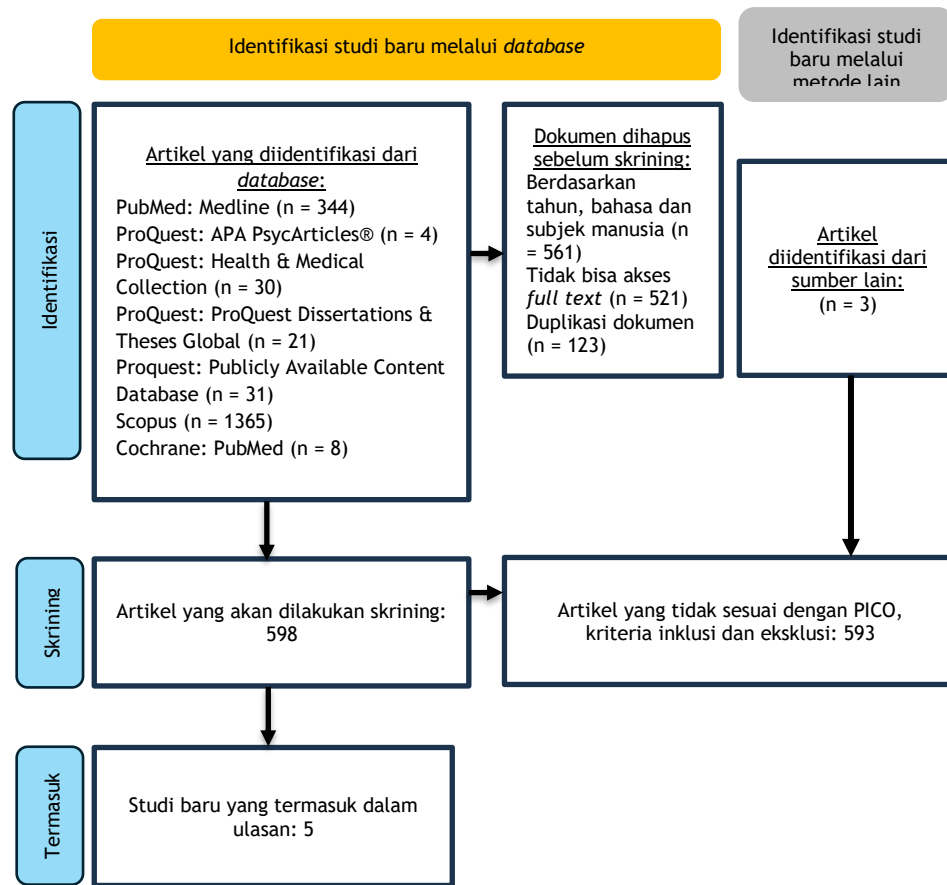 Identifikasi studi baru melalui database
Identifikasi studi
baru melalui
metode lain
Identifikasi
Artikel yang diidentifikasi dari
database:
PubMed: Medline (n = 344)
ProQuest: APA PsycArticles® (n = 4)
ProQuest: Health & Medical
Collection (n = 30)
ProQuest: ProQuest Dissertations &
Theses Global (n = 21)
Proquest: Publicly Available Content
Database (n = 31)
Scopus (n = 1365)
Cochrane: PubMed (n = 8)
Dokumen dihapus
sebelum skrining:
Berdasarkan
tahun, bahasa dan
subjek manusia (n
= 561)
Tidak bisa akses
full text (n = 521)
Duplikasi dokumen
(n = 123)
Artikel
diidentifikasi dari
sumber lain:
(n = 3)
Skrining
Artikel yang akan dilakukan skrining:
598
Artikel yang tidak sesuai dengan PICO,
kriteria inklusi dan eksklusi: 593
Termasuk
Studi baru yang termasuk dalam
ulasan: 5